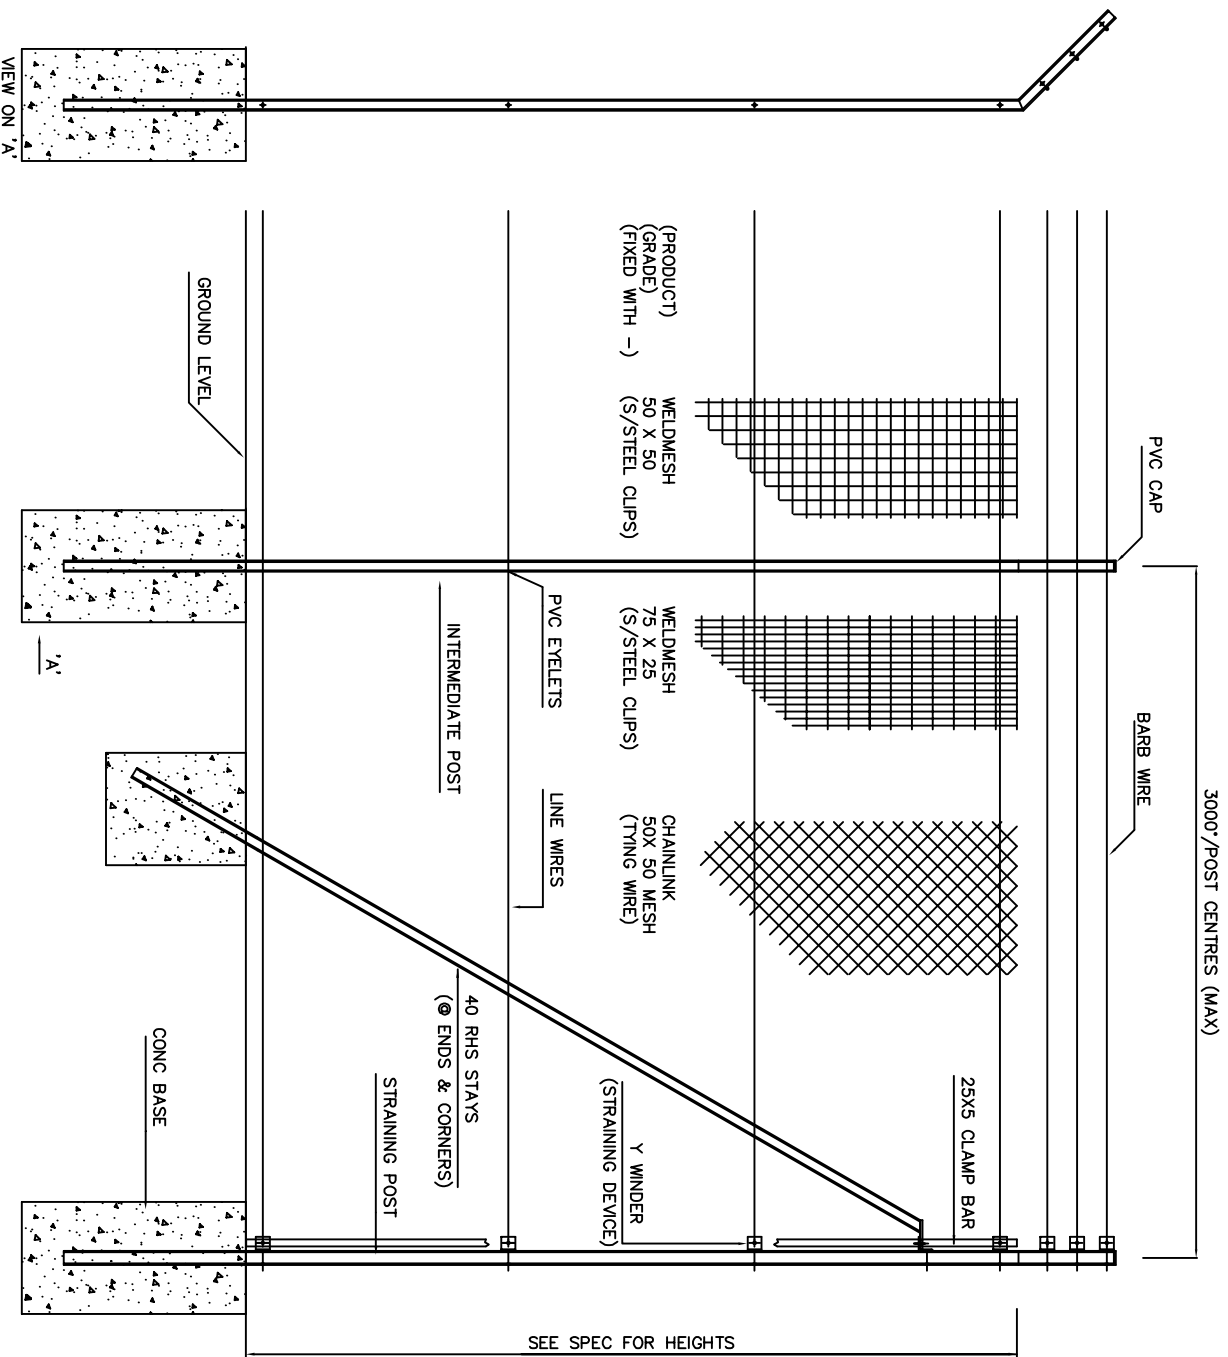 3000°/POST CENTRES (MAX)
PVC CAP
BARB WIRE
25X5 CLAMP BAR
(PRODUCT)
(GRADE)
(FIXED WITH -)
WELDMESH
50 X 50
(S/STEEL CLIPS)
WELDMESH
75 X 25
(S/STEEL CLIPS)
CHAINLINK
50X 50 MESH
(TYING WIRE)
Y WINDER
(STRAINING DEVICE)
PVC EYELETS
LINE WIRES
40 RHS STAYS
(@ ENDS & CORNERS)
INTERMEDIATE POST
STRAINING POST
GROUND LEVEL
CONC BASE
'A'
VIEW ON 'A'
SEE SPEC FOR HEIGHTS